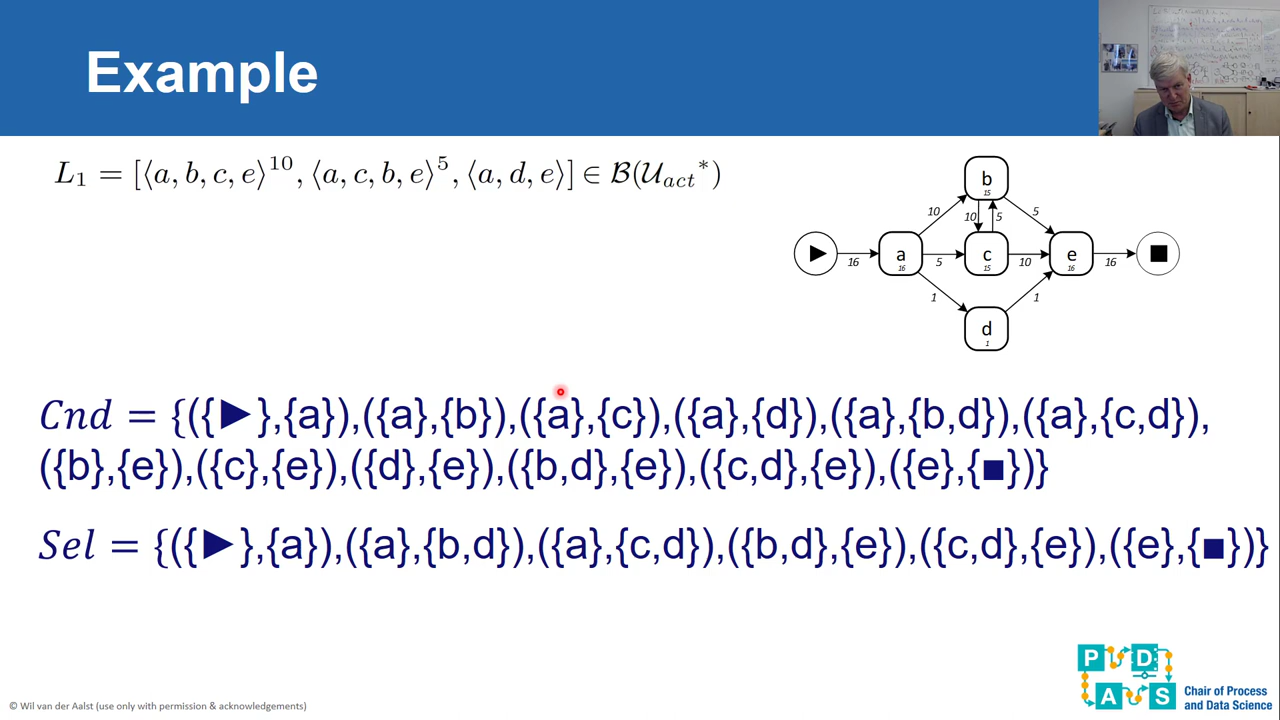 Example
L₁ = [⟨a, b, c, e⟩¹⁰, ⟨a, c, b, e⟩⁵, ⟨a, d, e⟩] ∈ ℬ(𝒰_act*)
b
15
10
10
5
5
▶
16
a
16
5
c
15
10
e
16
16
■
1
1
d
1
Cnd = {({▶},{a}),({a},{b}),({a},{c}),({a},{d}),({a},{b,d}),({a},{c,d}),
({b},{e}),({c},{e}),({d},{e}),({b,d},{e}),({c,d},{e}),({e},{■})}
Sel = {({▶},{a}),({a},{b,d}),({a},{c,d}),({b,d},{e}),({c,d},{e}),({e},{■})}
P D
A S
Chair of Process
and Data Science
© Wil van der Aalst (use only with permission & acknowledgements)